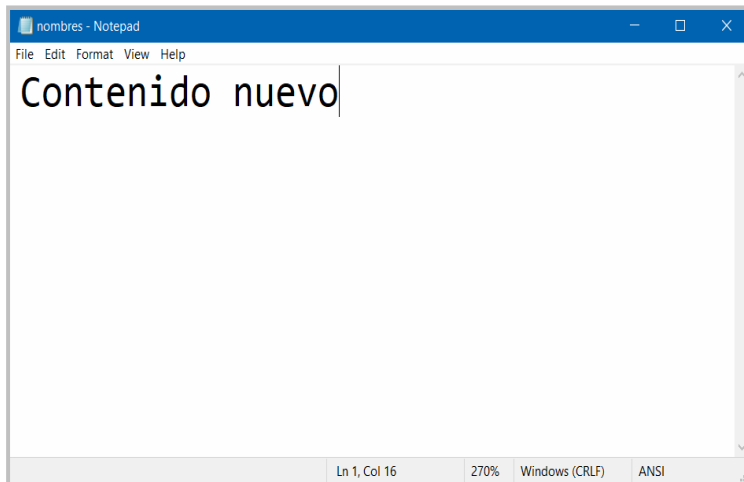 nombres - Notepad
File Edit Format View Help
Contenido nuevo
Ln 1, Col 16 270% Windows (CRLF) ANSI